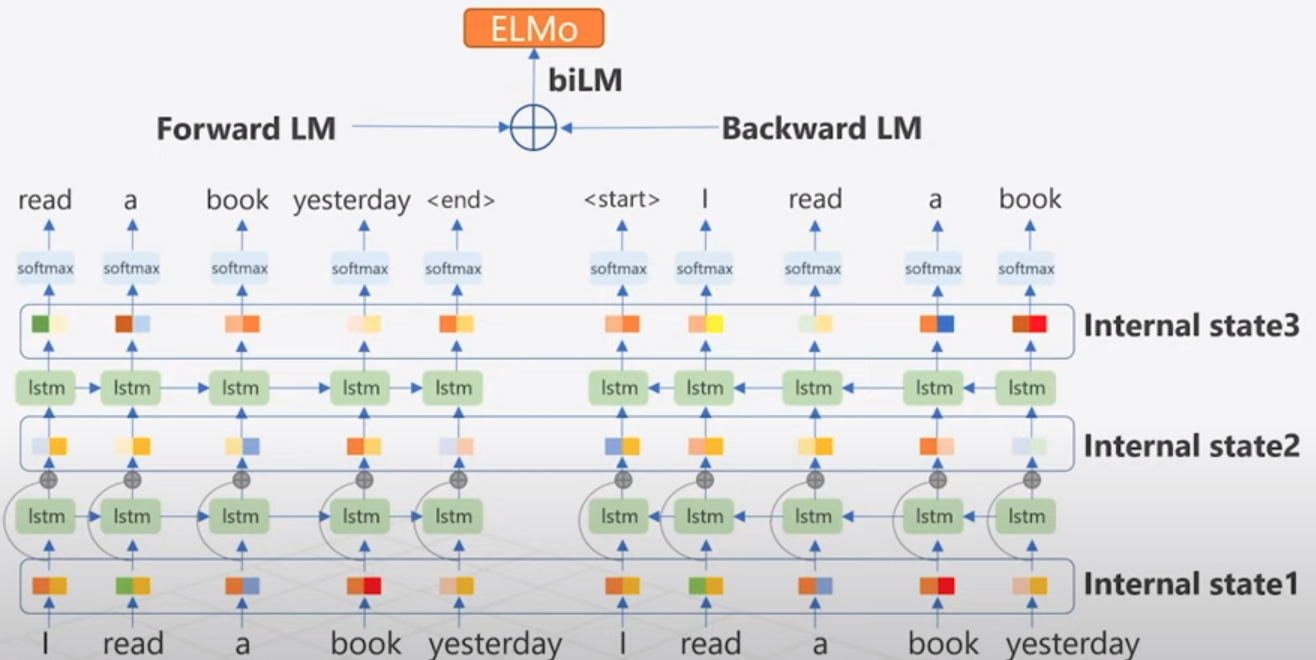 ELMo
biLM
Forward LM Backward LM
read a book yesterday <end> <start> I read a book
softmax softmax softmax softmax softmax softmax softmax softmax softmax softmax
Internal state3
lstm lstm lstm lstm lstm lstm lstm lstm lstm lstm
Internal state2
lstm lstm lstm lstm lstm lstm lstm lstm lstm lstm
Internal state1
I read a book yesterday I read a book yesterday